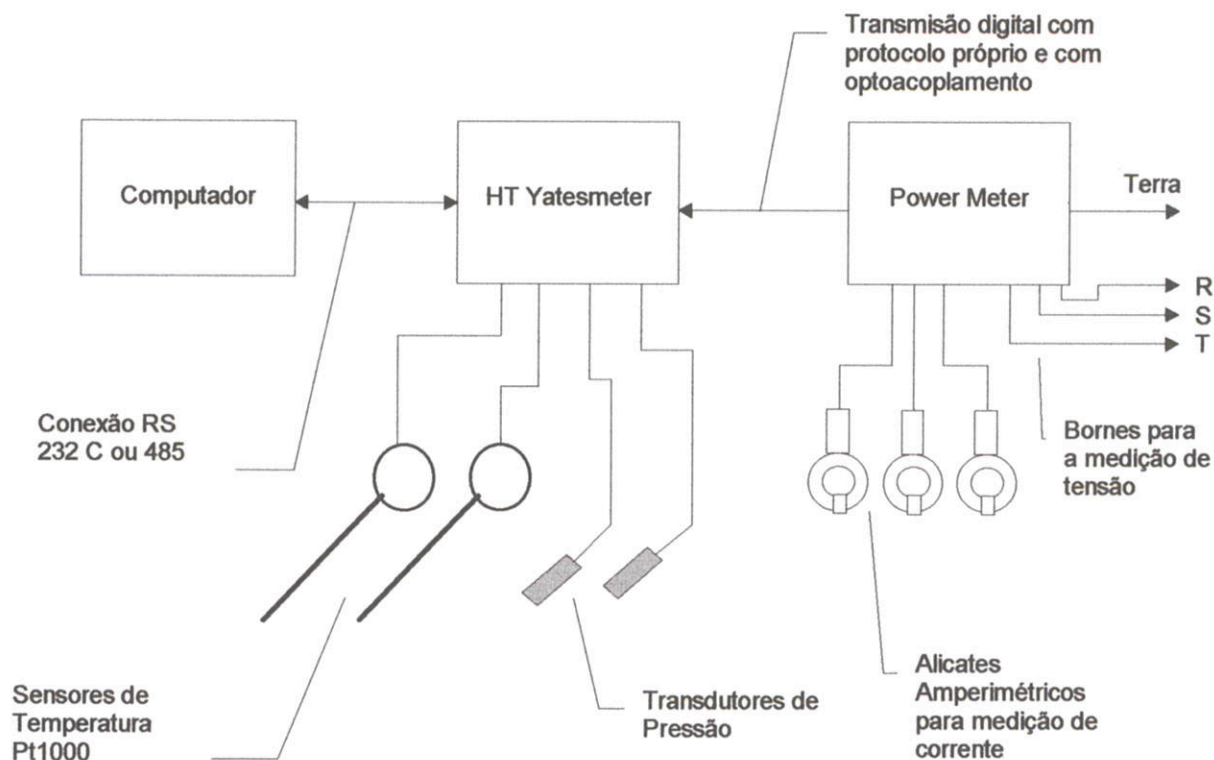 Transmisão digital com
protocolo próprio e com
optoacoplamento
Computador
HT Yatesmeter
Power Meter
Terra
R
S
T
Conexão RS
232 C ou 485
Bornes para
a medição de
tensão
Sensores de
Temperatura
Pt1000
Transdutores de
Pressão
Alicates
Amperimétricos
para medição de
corrente